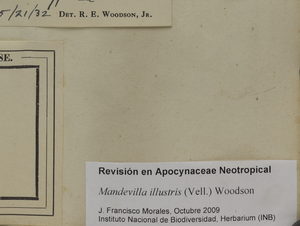 5/21/32 DET. R. E. WOODSON, JR.
SE.
Revisión en Apocynaceae Neotropical
Mandevilla illustris (Vell.) Woodson
J. Francisco Morales, Octubre 2009
Instituto Nacional de Biodiversidad, Herbarium (INB)